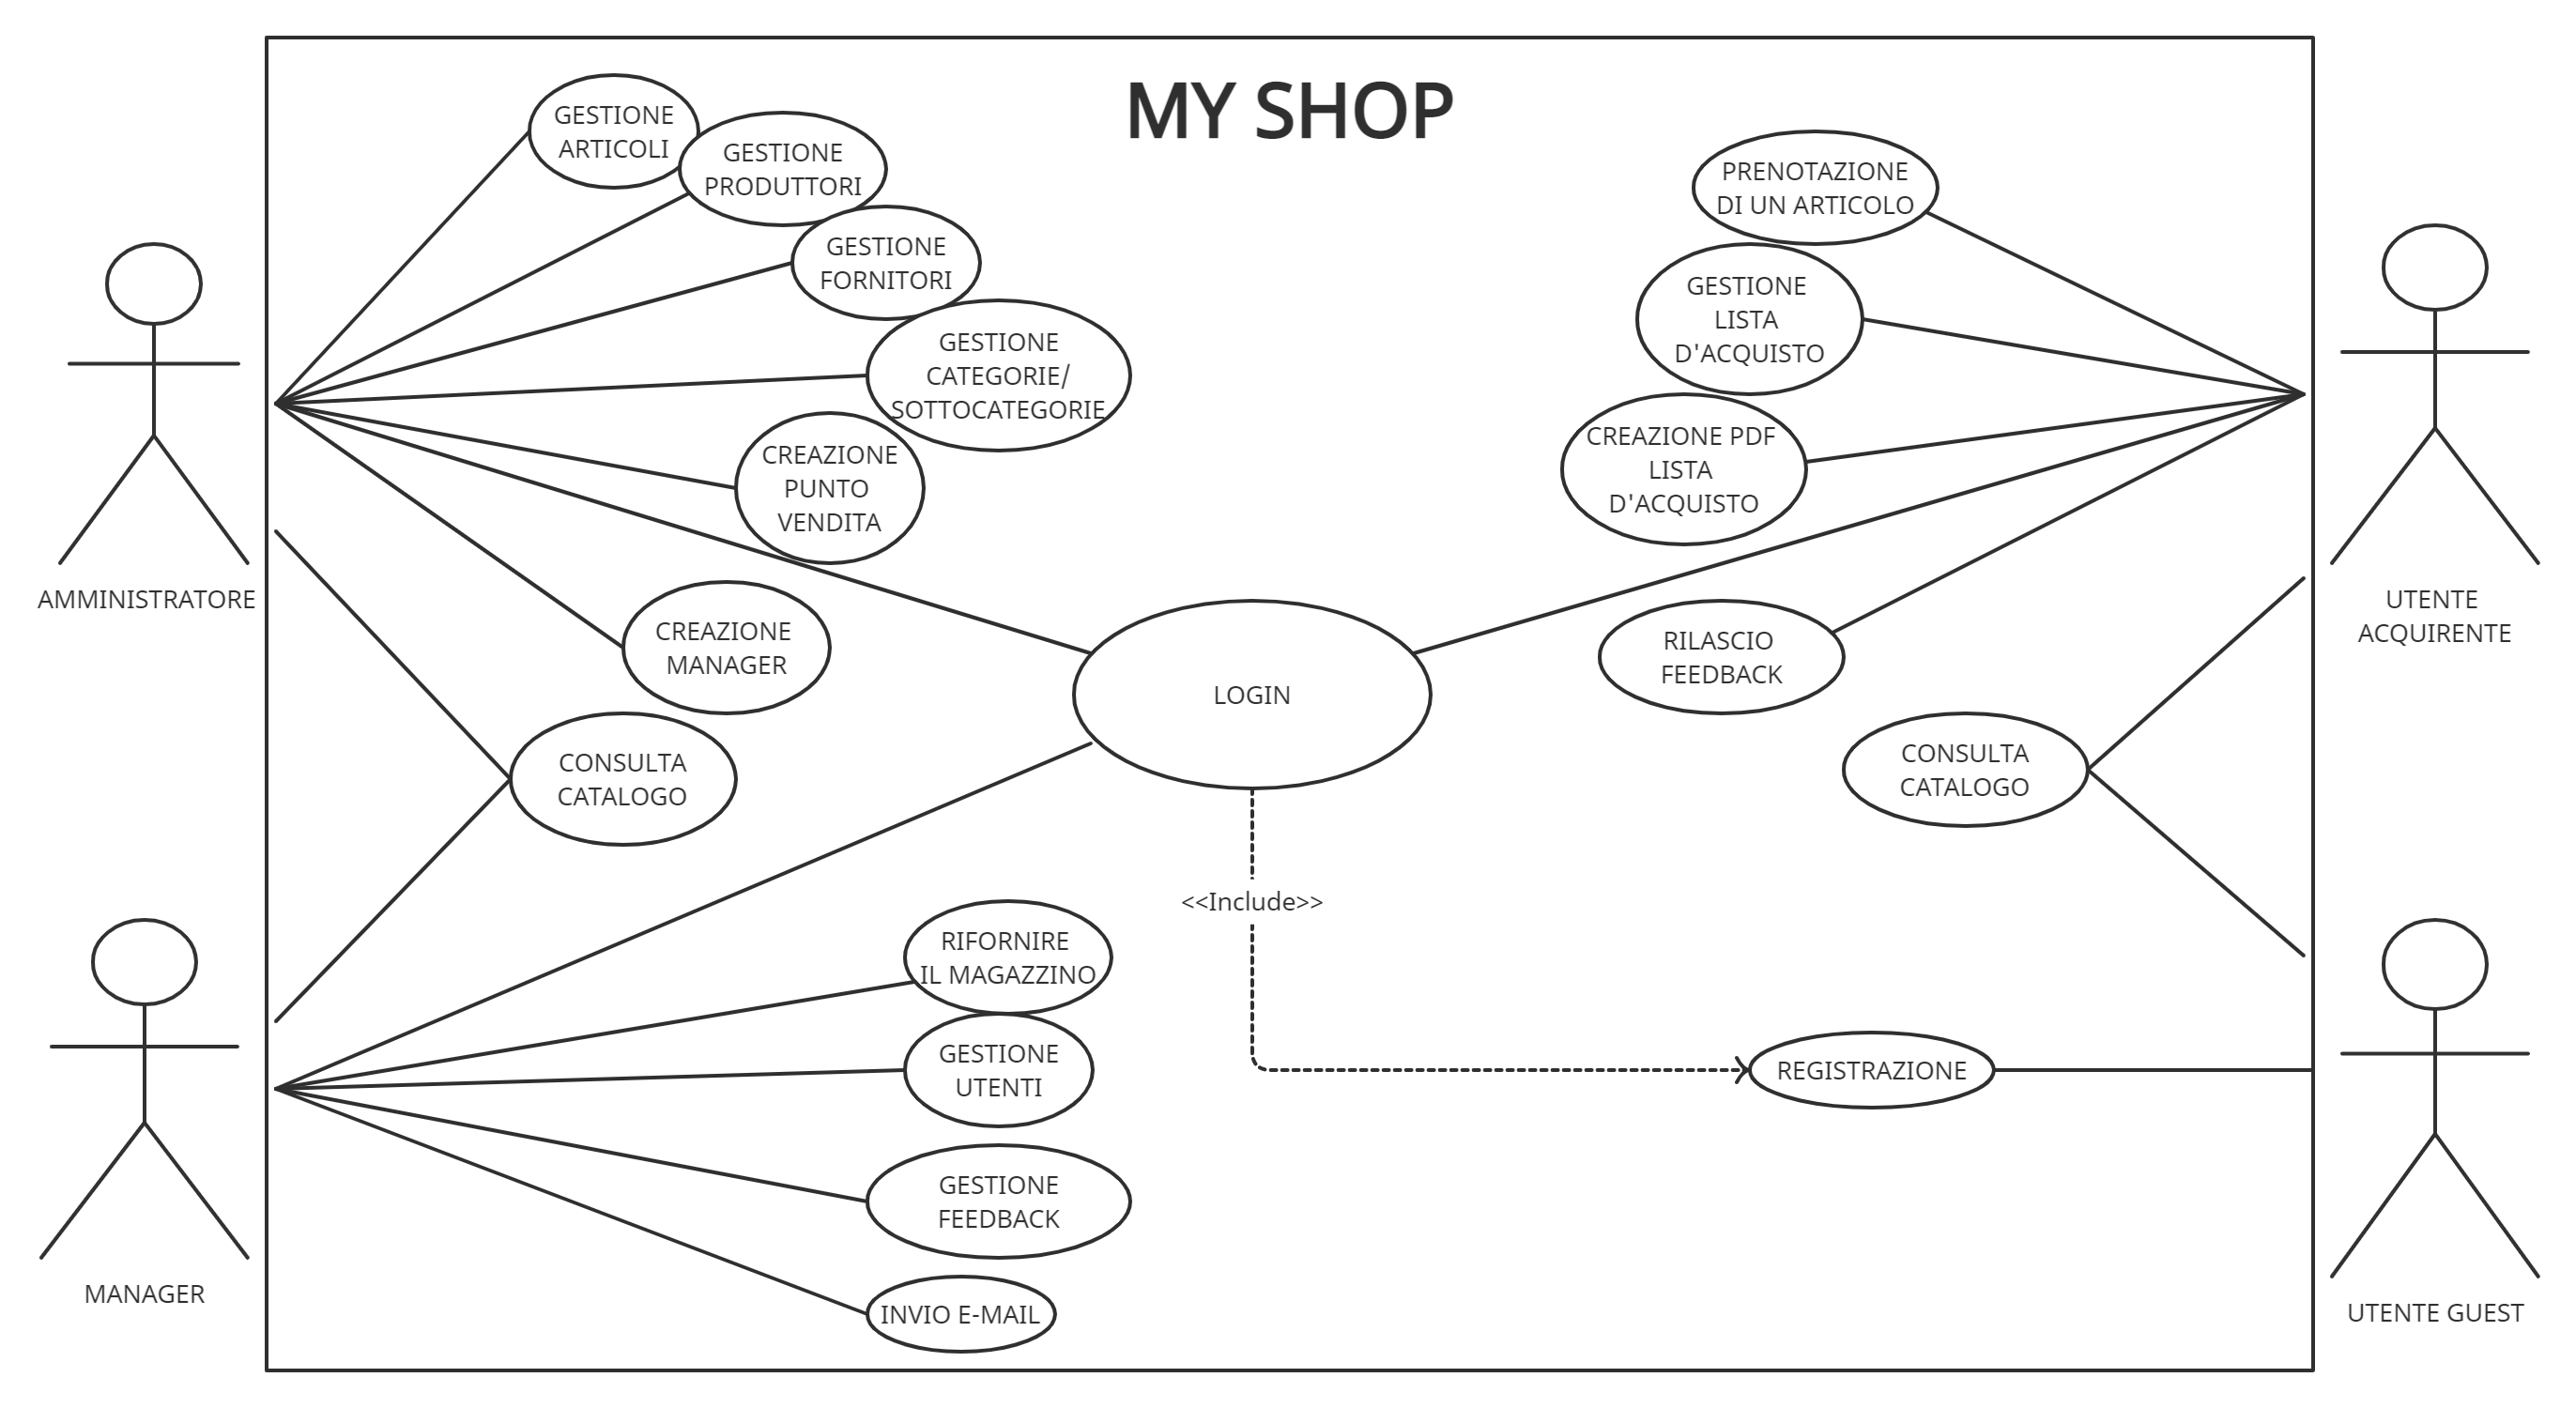 MY SHOP
GESTIONE
ARTICOLI
GESTIONE
PRODUTTORI
GESTIONE
FORNITORI
GESTIONE
CATEGORIE/
SOTTOCATEGORIE
CREAZIONE
PUNTO
VENDITA
CREAZIONE
MANAGER
CONSULTA
CATALOGO
AMMINISTRATORE
LOGIN
<<Include>>
PRENOTAZIONE
DI UN ARTICOLO
GESTIONE
LISTA
D'ACQUISTO
CREAZIONE PDF
LISTA
D'ACQUISTO
RILASCIO
FEEDBACK
CONSULTA
CATALOGO
UTENTE
ACQUIRENTE
RIFORNIRE
IL MAGAZZINO
GESTIONE
UTENTI
GESTIONE
FEEDBACK
INVIO E-MAIL
MANAGER
REGISTRAZIONE
UTENTE GUEST